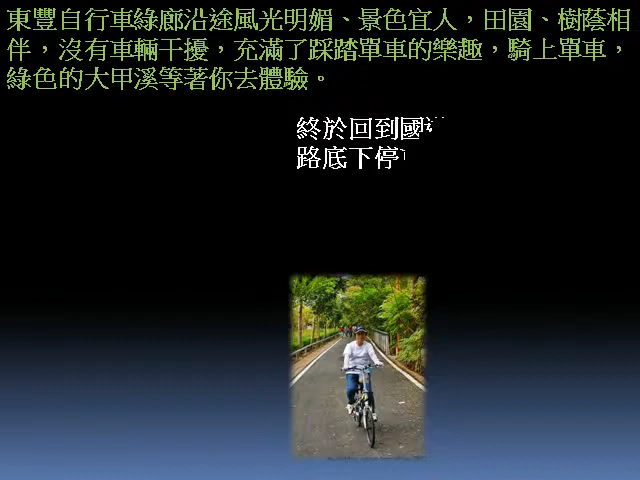 東豐自行車綠廊沿途風光明媚、景色宜人，田園、樹蔭相
伴，沒有車輛干擾，充滿了踩踏單車的樂趣，騎上單車，
綠色的大甲溪等著你去體驗。
終於回到國
路底下停